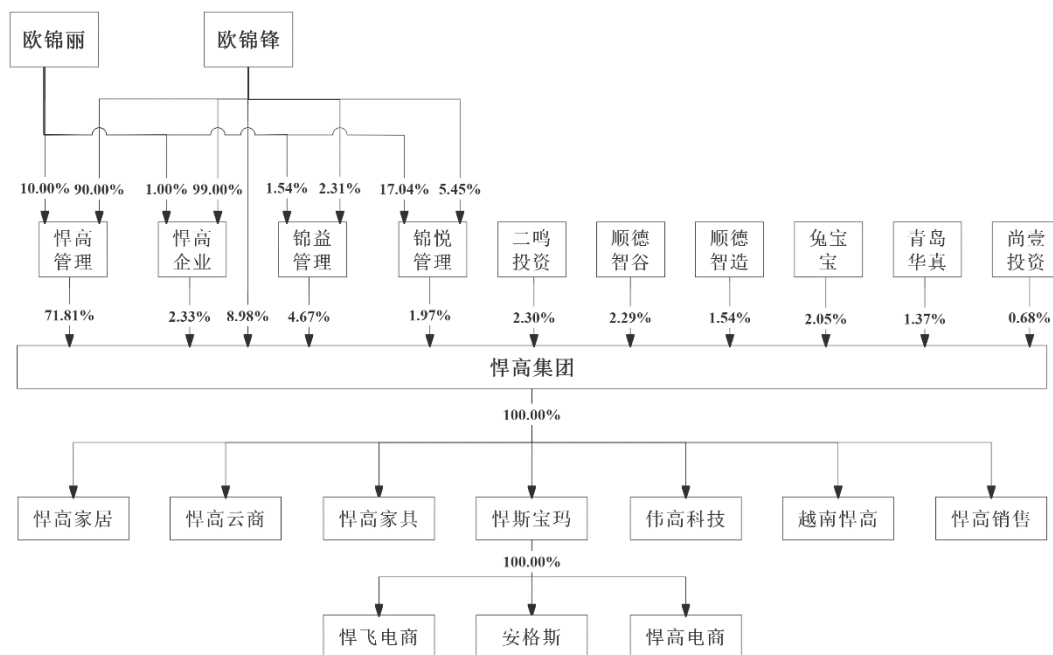 欧锦丽
欧锦锋
10.00%
90.00%
1.00%
99.00%
1.54%
2.31%
17.04%
5.45%
悍高
管理
悍高
企业
锦益
管理
锦悦
管理
二鸣
投资
顺德
智谷
顺德
智造
兔宝
宝
青岛
华真
尚壹
投资
71.81%
2.33%
8.98%
4.67%
1.97%
2.30%
2.29%
1.54%
2.05%
1.37%
0.68%
悍高集团
100.00%
悍高家居
悍高云商
悍高家具
悍斯宝玛
伟高科技
越南悍高
悍高销售
100.00%
悍飞电商
安格斯
悍高电商